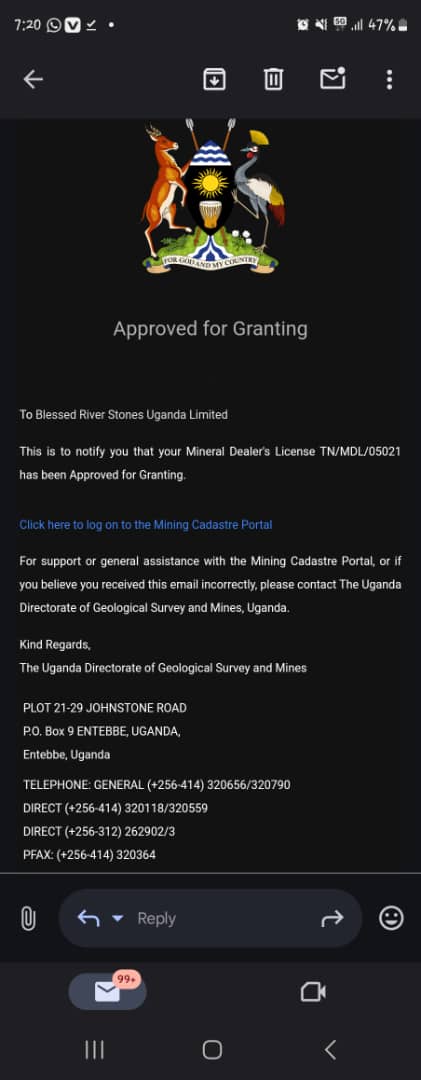 7:20
5G
47%
FOR GOD AND MY COUNTRY
Approved for Granting
To Blessed River Stones Uganda Limited
This is to notify you that your Mineral Dealer's License TN/MDL/05021
has been Approved for Granting.
Click here to log on to the Mining Cadastre Portal
For support or general assistance with the Mining Cadastre Portal, or if
you believe you received this email incorrectly, please contact The Uganda
Directorate of Geological Survey and Mines, Uganda.
Kind Regards,
The Uganda Directorate of Geological Survey and Mines
PLOT 21-29 JOHNSTONE ROAD
P.O. Box 9 ENTEBBE, UGANDA,
Entebbe, Uganda
TELEPHONE: GENERAL (+256-414) 320656/320790
DIRECT (+256-414) 320118/320559
DIRECT (+256-312) 262902/3
PFAX: (+256-414) 320364
Reply
99+